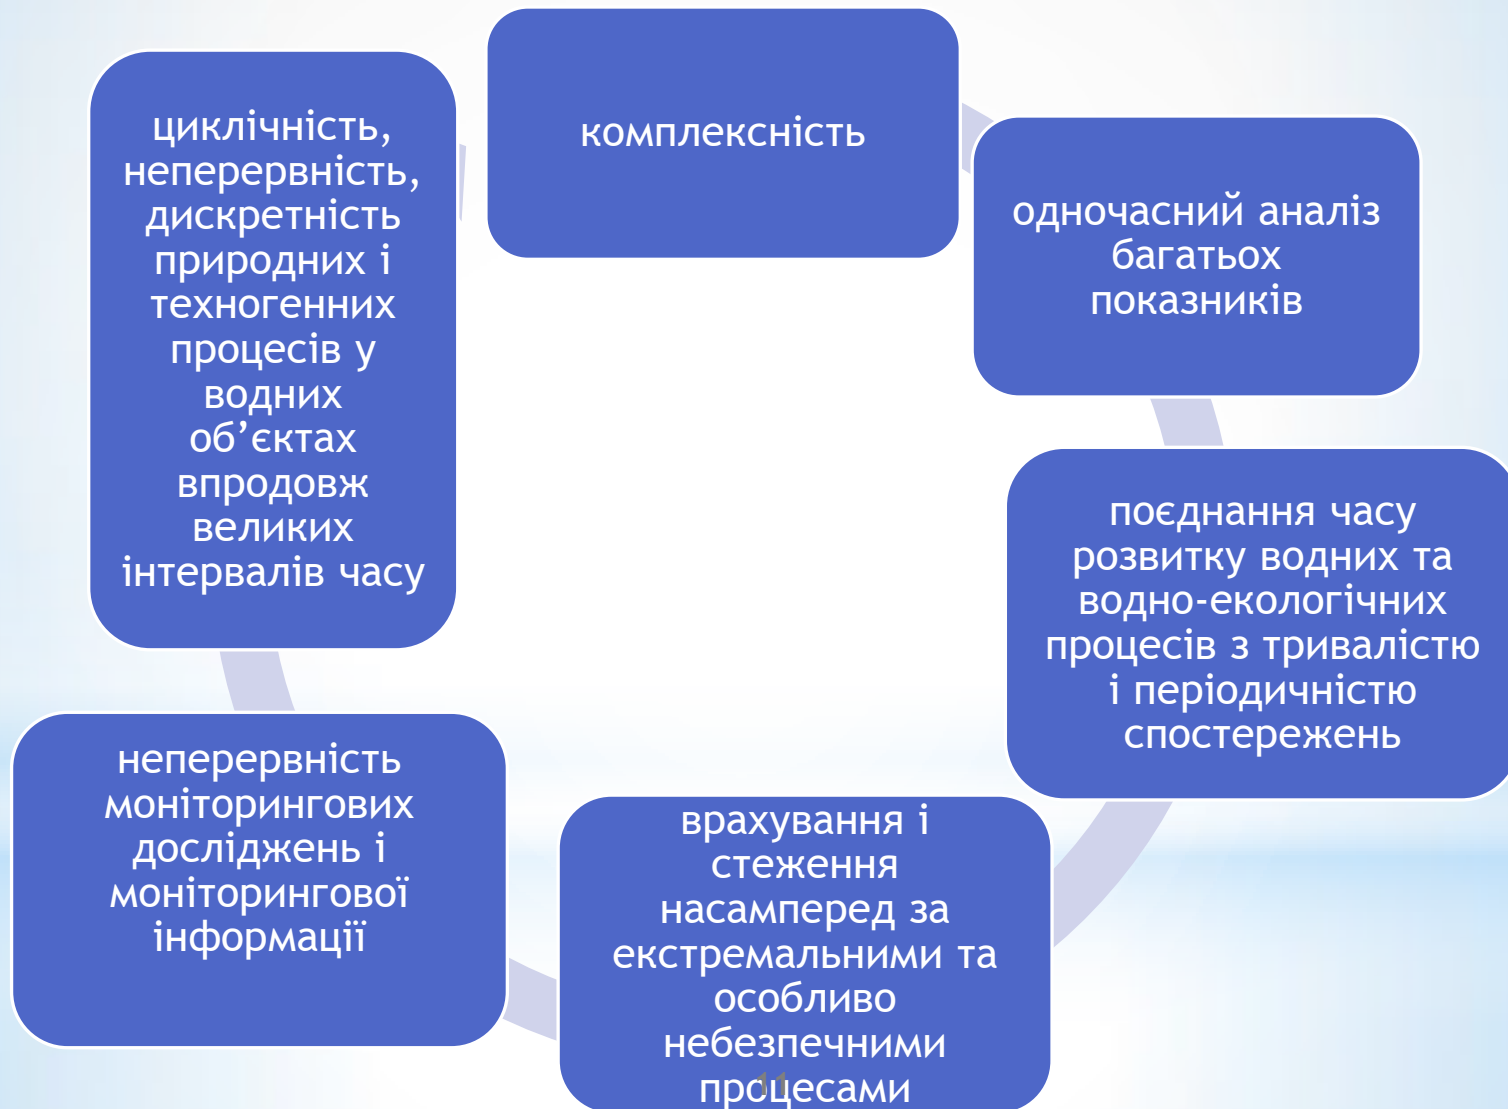 комплексність
одночасний аналіз
багатьох
показників
поєднання часу
розвитку водних та
водно-екологічних
процесів з тривалістю
і періодичністю
спостережень
врахування і
стеження
насамперед за
екстремальними та
особливо
небезпечними
процесами
11
неперервність
моніторингових
досліджень і
моніторингової
інформації
циклічність,
неперервність,
дискретність
природних і
техногенних
процесів у
водних
об’єктах
впродовж
великих
інтервалів часу